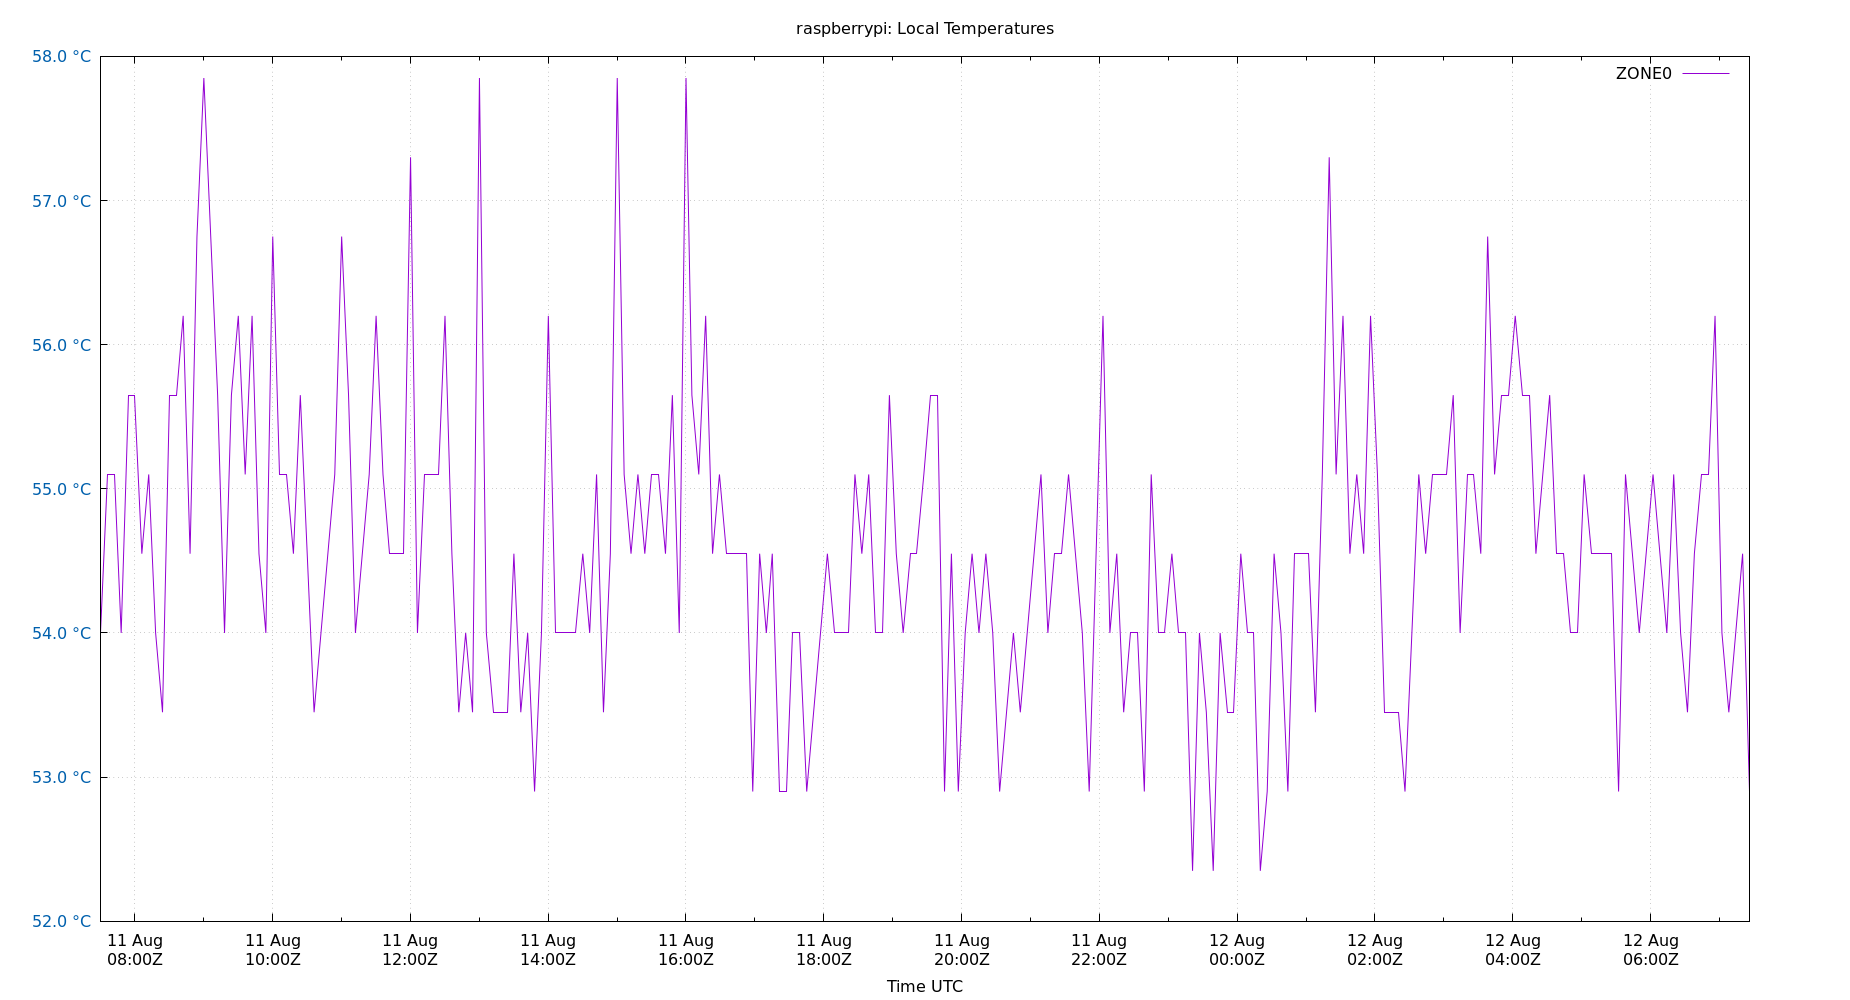 raspberrypi: Local Temperatures
58.0 °C
ZONE0
57.0 °C
56.0 °C
55.0 °C
54.0 °C
53.0 °C
52.0 °C
11 Aug 11 Aug 11 Aug 11 Aug 11 Aug 11 Aug 11 Aug 11 Aug 12 Aug 12 Aug 12 Aug 12 Aug
08:00Z 10:00Z 12:00Z 14:00Z 16:00Z 18:00Z 20:00Z 22:00Z 00:00Z 02:00Z 04:00Z 06:00Z
Time UTC